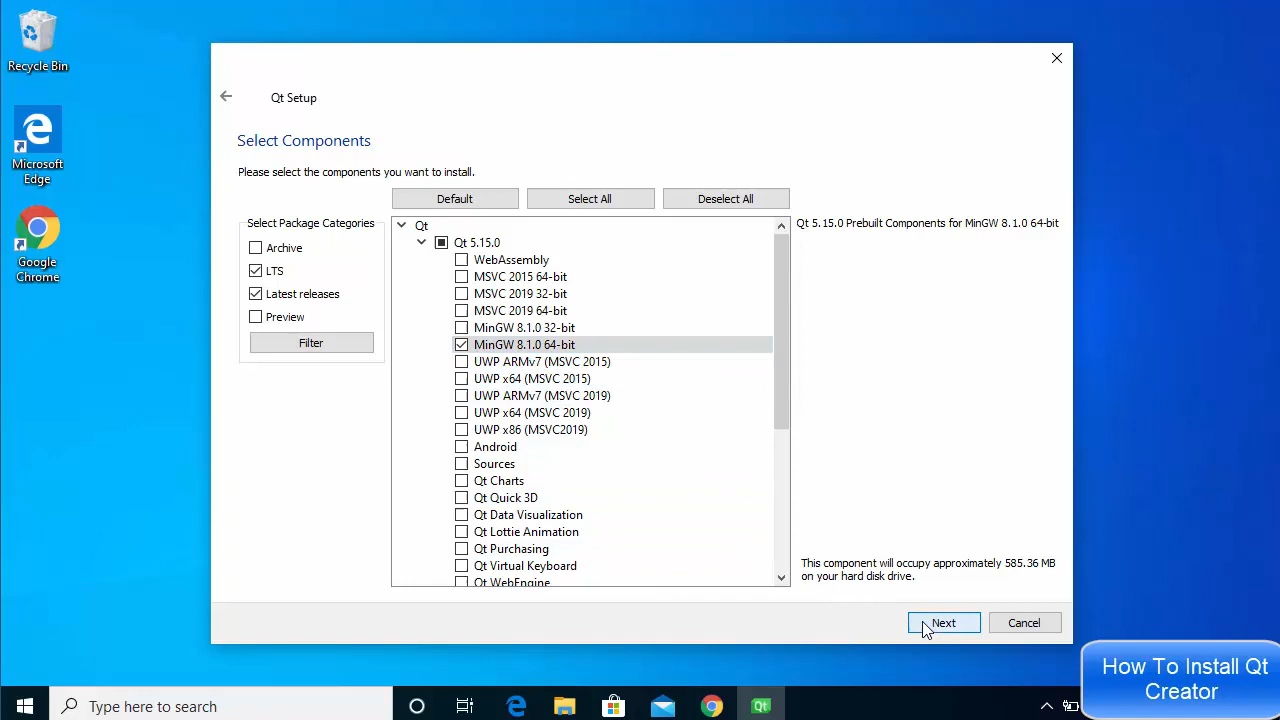 Recycle Bin
Microsoft
Edge
Google
Chrome
Qt Setup
Select Components
Please select the components you want to install.
Default
Select All
Deselect All
Select Package Categories
Archive
LTS
Latest releases
Preview
Filter
Qt
Qt 5.15.0
WebAssembly
MSVC 2015 64-bit
MSVC 2019 32-bit
MSVC 2019 64-bit
MinGW 8.1.0 32-bit
MinGW 8.1.0 64-bit
UWP ARMv7 (MSVC 2015)
UWP x64 (MSVC 2015)
UWP ARMv7 (MSVC 2019)
UWP x64 (MSVC 2019)
UWP x86 (MSVC2019)
Android
Sources
Qt Charts
Qt Quick 3D
Qt Data Visualization
Qt Lottie Animation
Qt Purchasing
Qt Virtual Keyboard
Qt WebEngine
Qt 5.15.0 Prebuilt Components for MinGW 8.1.0 64-bit
This component will occupy approximately 585.36 MB
on your hard disk drive.
Next
Cancel
Type here to search
Qt
How To Install Qt
Creator